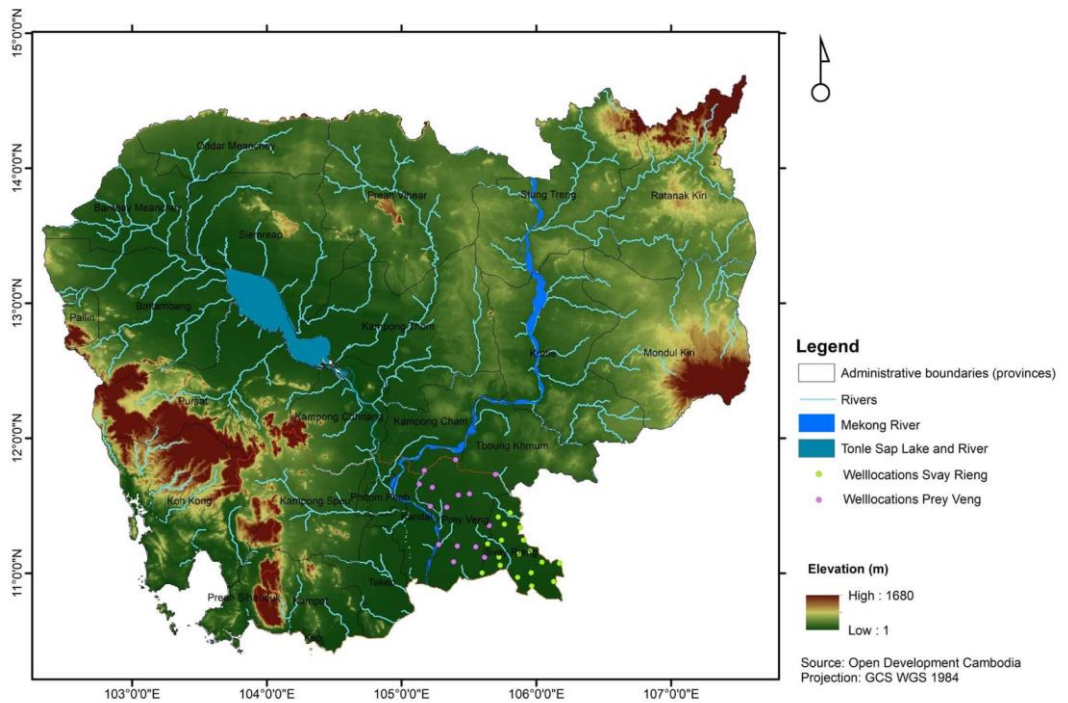 15°0'0"N
14°0'0"N
13°0'0"N
12°0'0"N
11°0'0"N
Oddar Meanchey
Preah Vihear
Stung Treng
Ratanak Kiri
Banteay Meanchey
Siemreap
Battambang
Pailin
Kampong Thom
Kratie
Mondul Kiri
Pursat
Kampong Chhnang
Kampong Cham
Tboung Khmum
Koh Kong
Kampong Speu
Phnom Penh
Kandal
Prey Veng
Takeo
Preah Sihanouk
Kampot
103°0'0"E
104°0'0"E
105°0'0"E
106°0'0"E
107°0'0"E
Legend
Administrative boundaries (provinces)
Rivers
Mekong River
Tonle Sap Lake and River
Welllocations Svay Rieng
Welllocations Prey Veng
Elevation (m)
High : 1680
Low : 1
Source: Open Development Cambodia
Projection: GCS WGS 1984